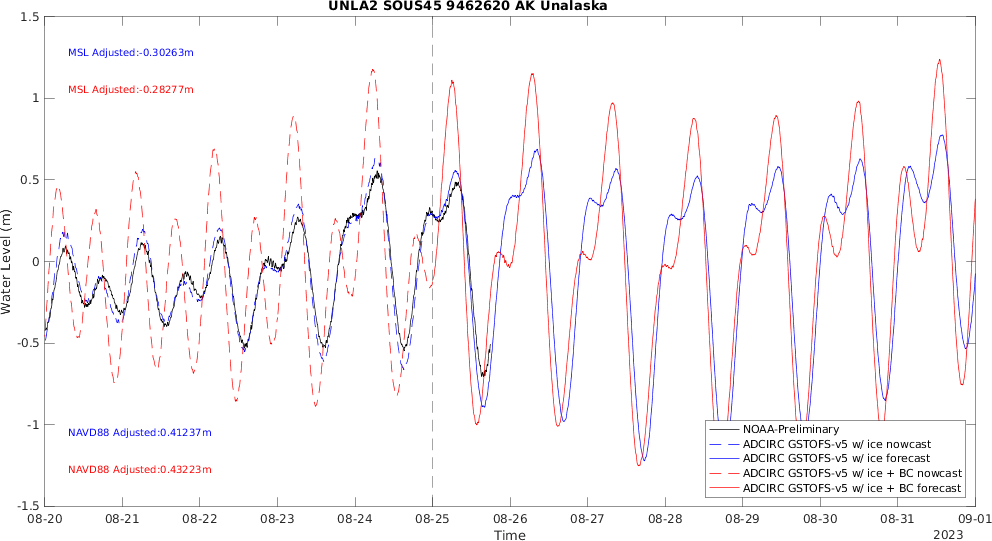 UNLA2 SOUS45 9462620 AK Unalaska
1.5
1
0.5
0
-0.5
-1
-1.5
Water Level (m)
MSL Adjusted:-0.30263m
MSL Adjusted:-0.28277m
NAVD88 Adjusted:0.41237m
NAVD88 Adjusted:0.43223m
NOAA-Preliminary
ADCIRC GSTOFS-v5 w/ ice nowcast
ADCIRC GSTOFS-v5 w/ ice forecast
ADCIRC GSTOFS-v5 w/ ice + BC nowcast
ADCIRC GSTOFS-v5 w/ ice + BC forecast
08-20 08-21 08-22 08-23 08-24 08-25 08-26 08-27 08-28 08-29 08-30 08-31 09-01
Time
2023